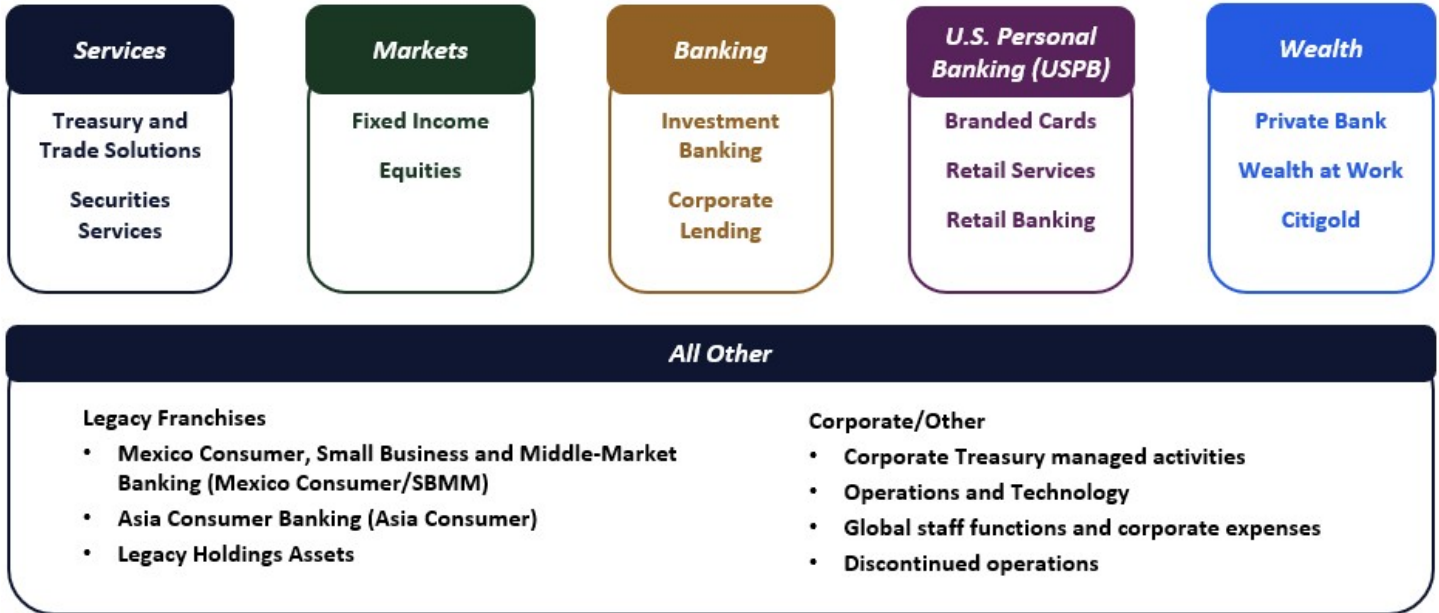 Services
Treasury and
Trade Solutions
Securities
Services
Markets
Fixed Income
Equities
Banking
Investment
Banking
Corporate
Lending
U.S. Personal
Banking (USPB)
Branded Cards
Retail Services
Retail Banking
Wealth
Private Bank
Wealth at Work
Citigold
All Other
Legacy Franchises
• Mexico Consumer, Small Business and Middle-Market
Banking (Mexico Consumer/SBMM)
• Asia Consumer Banking (Asia Consumer)
• Legacy Holdings Assets
Corporate/Other
• Corporate Treasury managed activities
• Operations and Technology
• Global staff functions and corporate expenses
• Discontinued operations